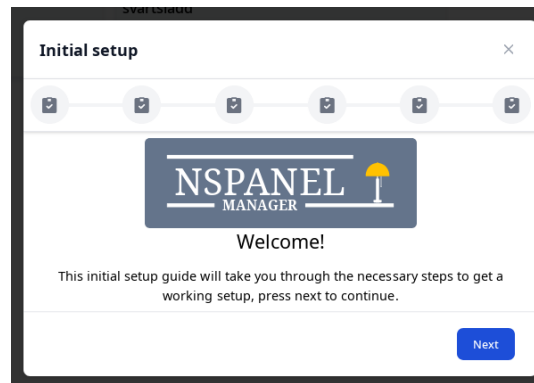 svartsladd
Initial setup
NSPANEL
MANAGER
Welcome!
This initial setup guide will take you through the necessary steps to get a
working setup, press next to continue.
Next